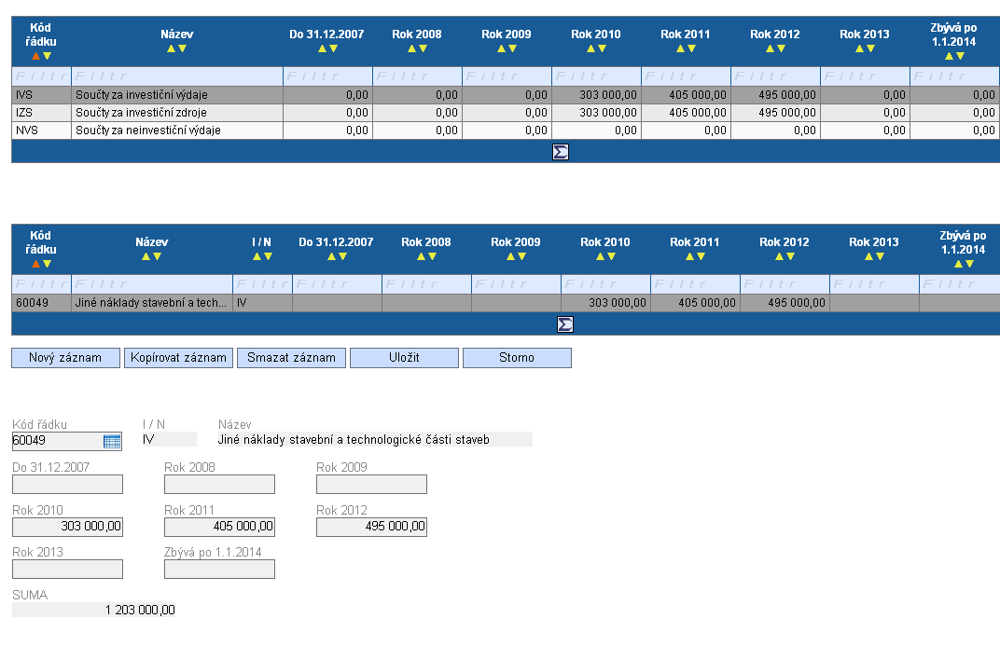 Kód řádku Název Do 31.12.2007 Rok 2008 Rok 2009 Rok 2010 Rok 2011 Rok 2012 Rok 2013 Zbývá po 1.1.2014
Filtr Filtr Filtr Filtr Filtr Filtr Filtr Filtr Filtr Filtr
IVS Součty za investiční výdaje 0,00 0,00 0,00 303 000,00 405 000,00 495 000,00 0,00 0,00
IZS Součty za investiční zdroje 0,00 0,00 0,00 303 000,00 405 000,00 495 000,00 0,00 0,00
NVS Součty za neinvestiční výdaje 0,00 0,00 0,00 0,00 0,00 0,00 0,00 0,00
Σ
Kód řádku Název I / N Do 31.12.2007 Rok 2008 Rok 2009 Rok 2010 Rok 2011 Rok 2012 Rok 2013 Zbývá po 1.1.2014
Filtr Filtr Filtr Filtr Filtr Filtr Filtr Filtr Filtr Filtr Filtr
60049 Jiné náklady stavební a tech... IV 303 000,00 405 000,00 495 000,00
Σ
Nový záznam Kopírovat záznam Smazat záznam Uložit Storno
Kód řádku I / N Název
60049 IV Jiné náklady stavební a technologické části staveb
Do 31.12.2007 Rok 2008 Rok 2009
Rok 2010 Rok 2011 Rok 2012
303 000,00 405 000,00 495 000,00
Rok 2013 Zbývá po 1.1.2014
SUMA
1 203 000,00